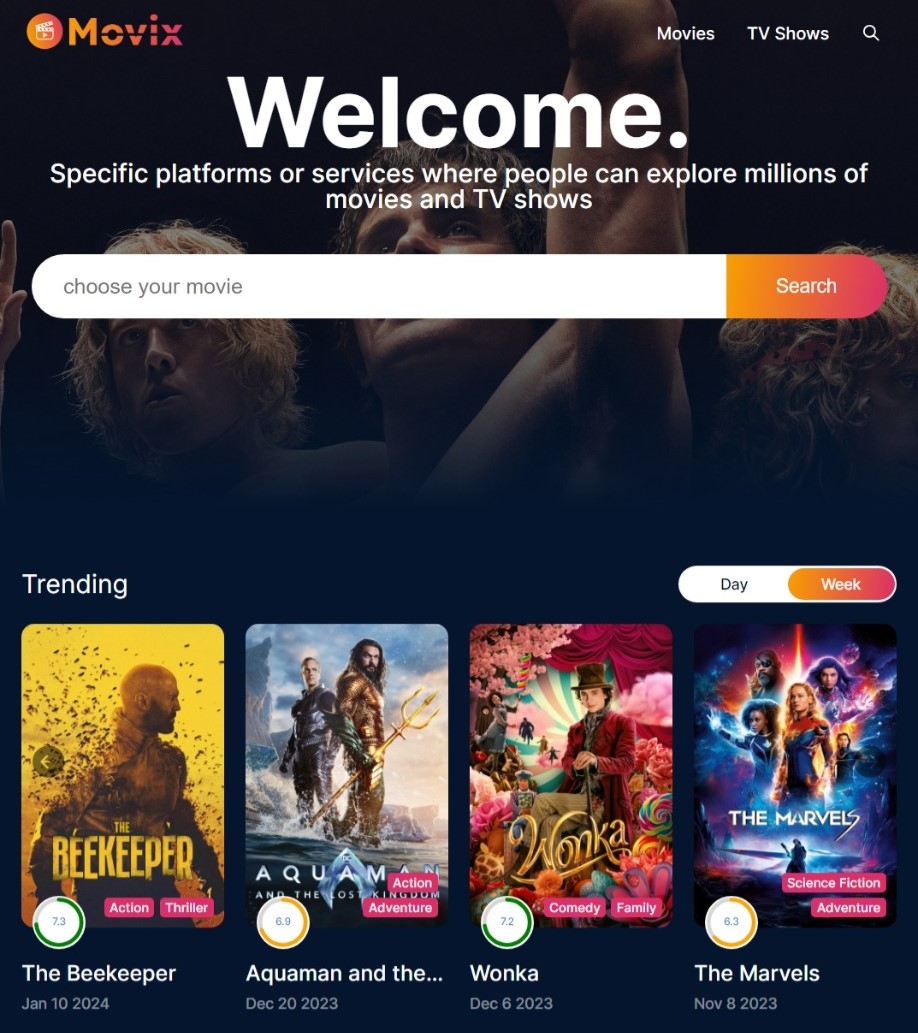 Movix
Movies
TV Shows
Welcome.
Specific platforms or services where people can explore millions of
movies and TV shows
choose your movie
Search
Trending
Day
Week
THE
BEEKEEPER
Action
Thriller
7.3
The Beekeeper
Jan 10 2024
DC
AQUAMAN
AND THE LOST KINGDOM
Action
Adventure
6.9
Aquaman and the...
Dec 20 2023
Wonka
Comedy
Family
7.2
Wonka
Dec 6 2023
THE MARVELS
Science Fiction
Adventure
6.3
The Marvels
Nov 8 2023